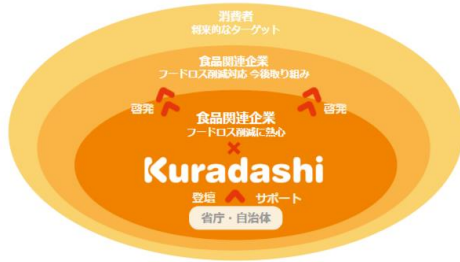 消費者
将来的なターゲット
食品関連企業
フードロス削減対応 今後取り組み
啓発
啓発
食品関連企業
フードロス削減に熱心
×
Kuradashi
登壇 サポート
省庁・自治体